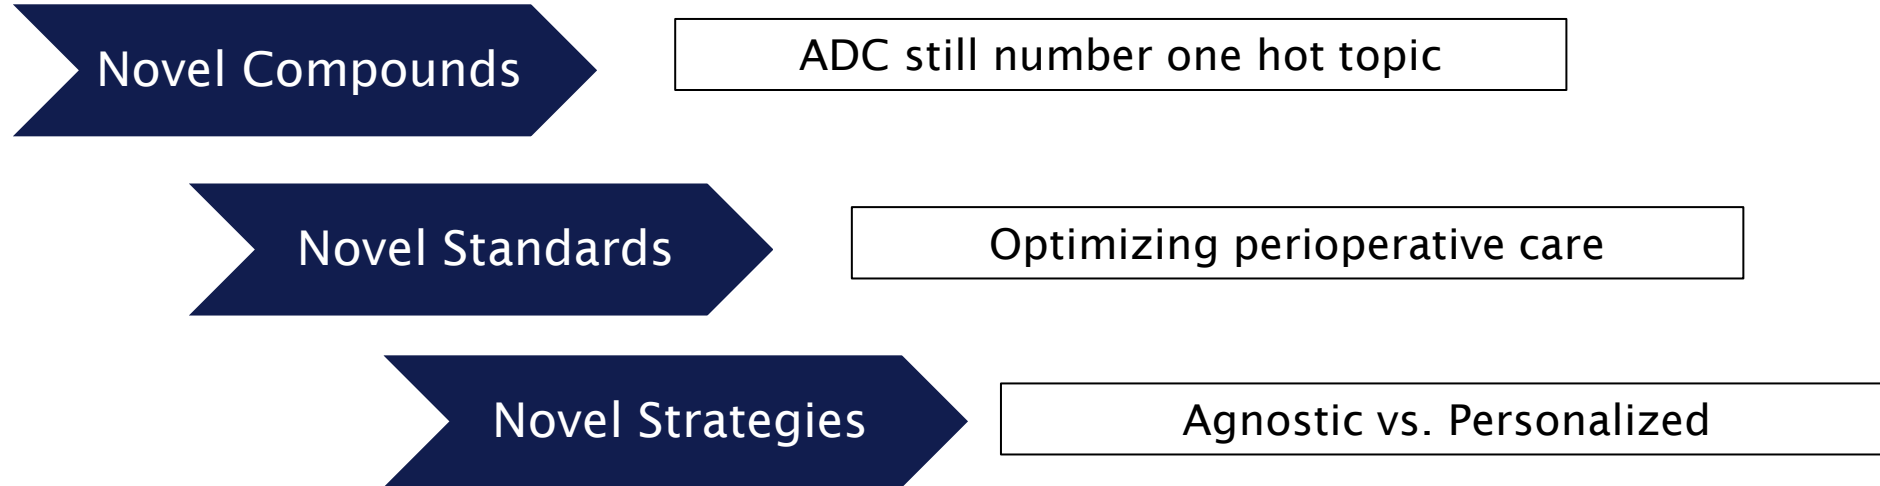 Novel Compounds
ADC still number one hot topic
Novel Standards
Optimizing perioperative care
Novel Strategies
Agnostic vs. Personalized